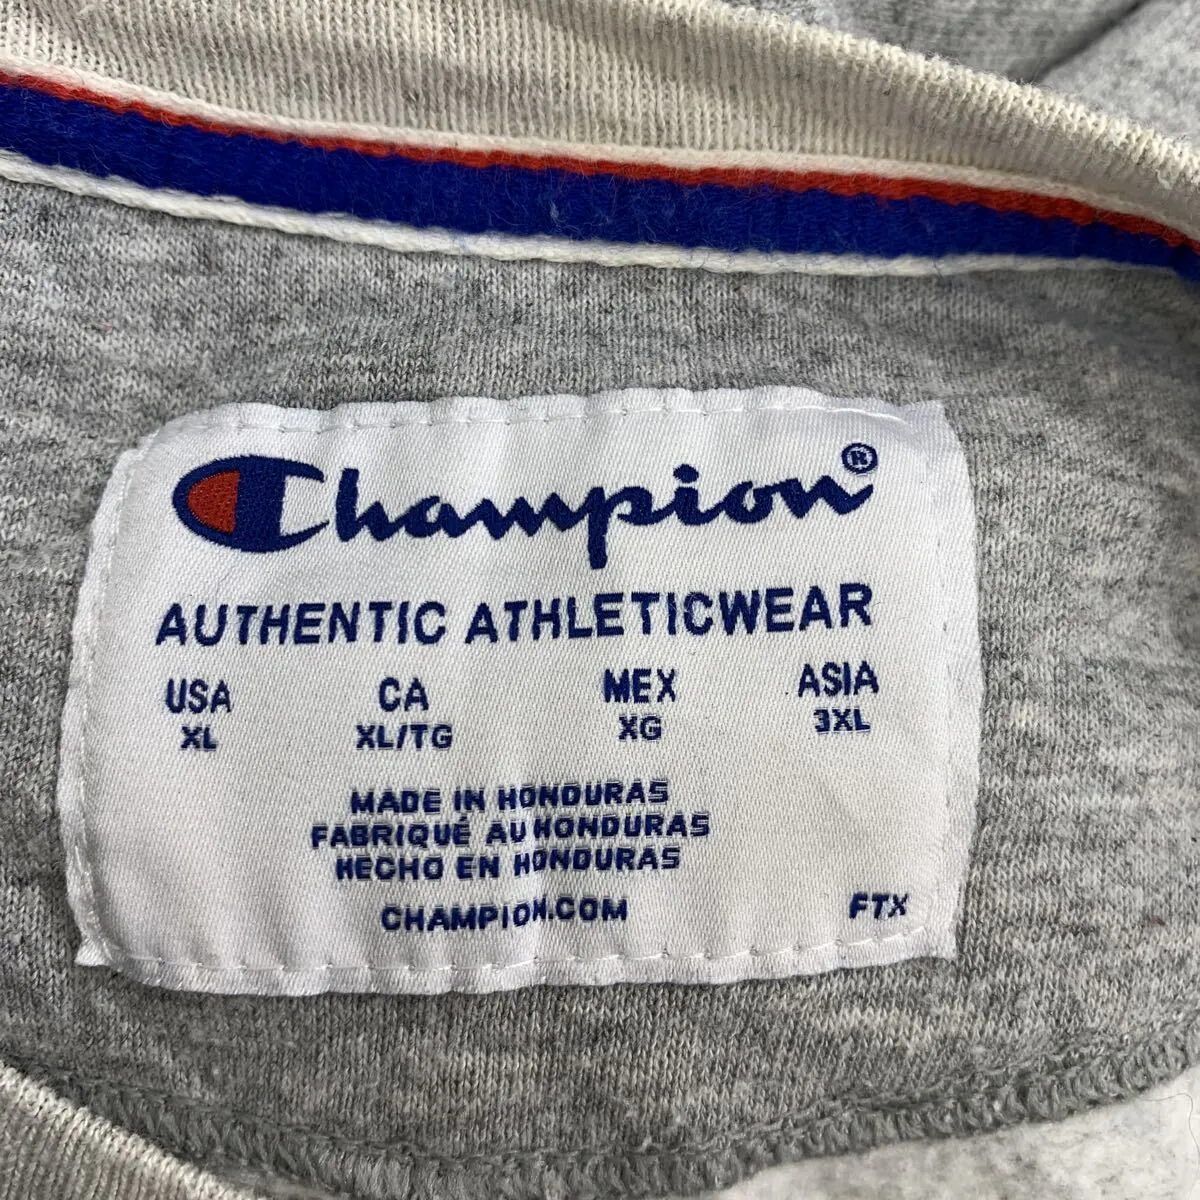 Champion®
AUTHENTIC ATHLETICWEAR
USA CA MEX ASIA
XL XL/TG XG 3XL
MADE IN HONDURAS
FABRIQUÉ AU HONDURAS
HECHO EN HONDURAS
CHAMPION.COM FTX